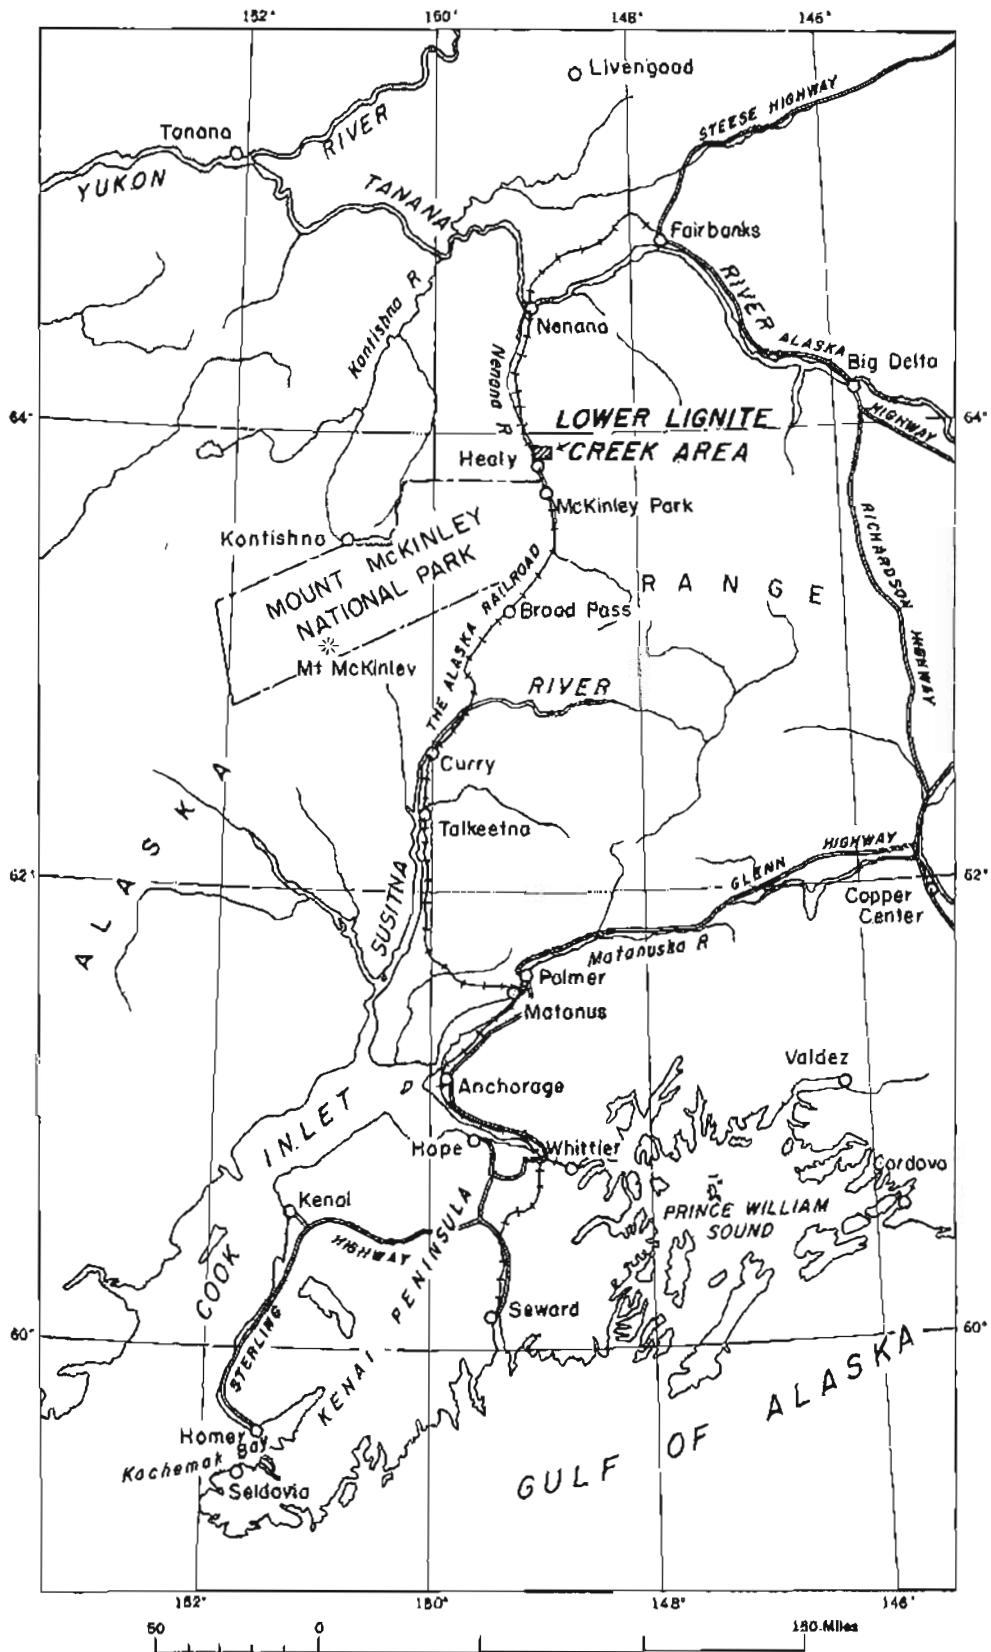 152° 150° 148° 146°
Livengood
STEESE HIGHWAY
Tanana
RIVER
YUKON
TANANA
Fairbanks
RIVER
Kantishna R
Nenana
ALASKA
Big Delta
Nenana R
64° 64°
LOWER LIGNITE
HIGHWAY
CREEK AREA
Healy
McKinley Park
RICHARDSON
Kantishna
MOUNT McKINLEY
NATIONAL PARK
RANGE
Broad Pass
THE ALASKA RAILROAD
HIGHWAY
Mt McKinley
RIVER
Curry
ALASKA
Talkeetna
GLENN HIGHWAY
62° 62°
SUSITNA
Copper
Center
Matanuska R
Palmer
Matanus
Valdez
Anchorage
INLET
Hope
Whittier
Cordova
Kenai
PRINCE WILLIAM
SOUND
HIGHWAY
COOK
PENINSULA
Seward
60° 60°
STERLING
KENAI
GULF OF ALASKA
Homer
Kachemak Bay
Seldovia
152° 150° 148° 146°
50 0 150 Miles